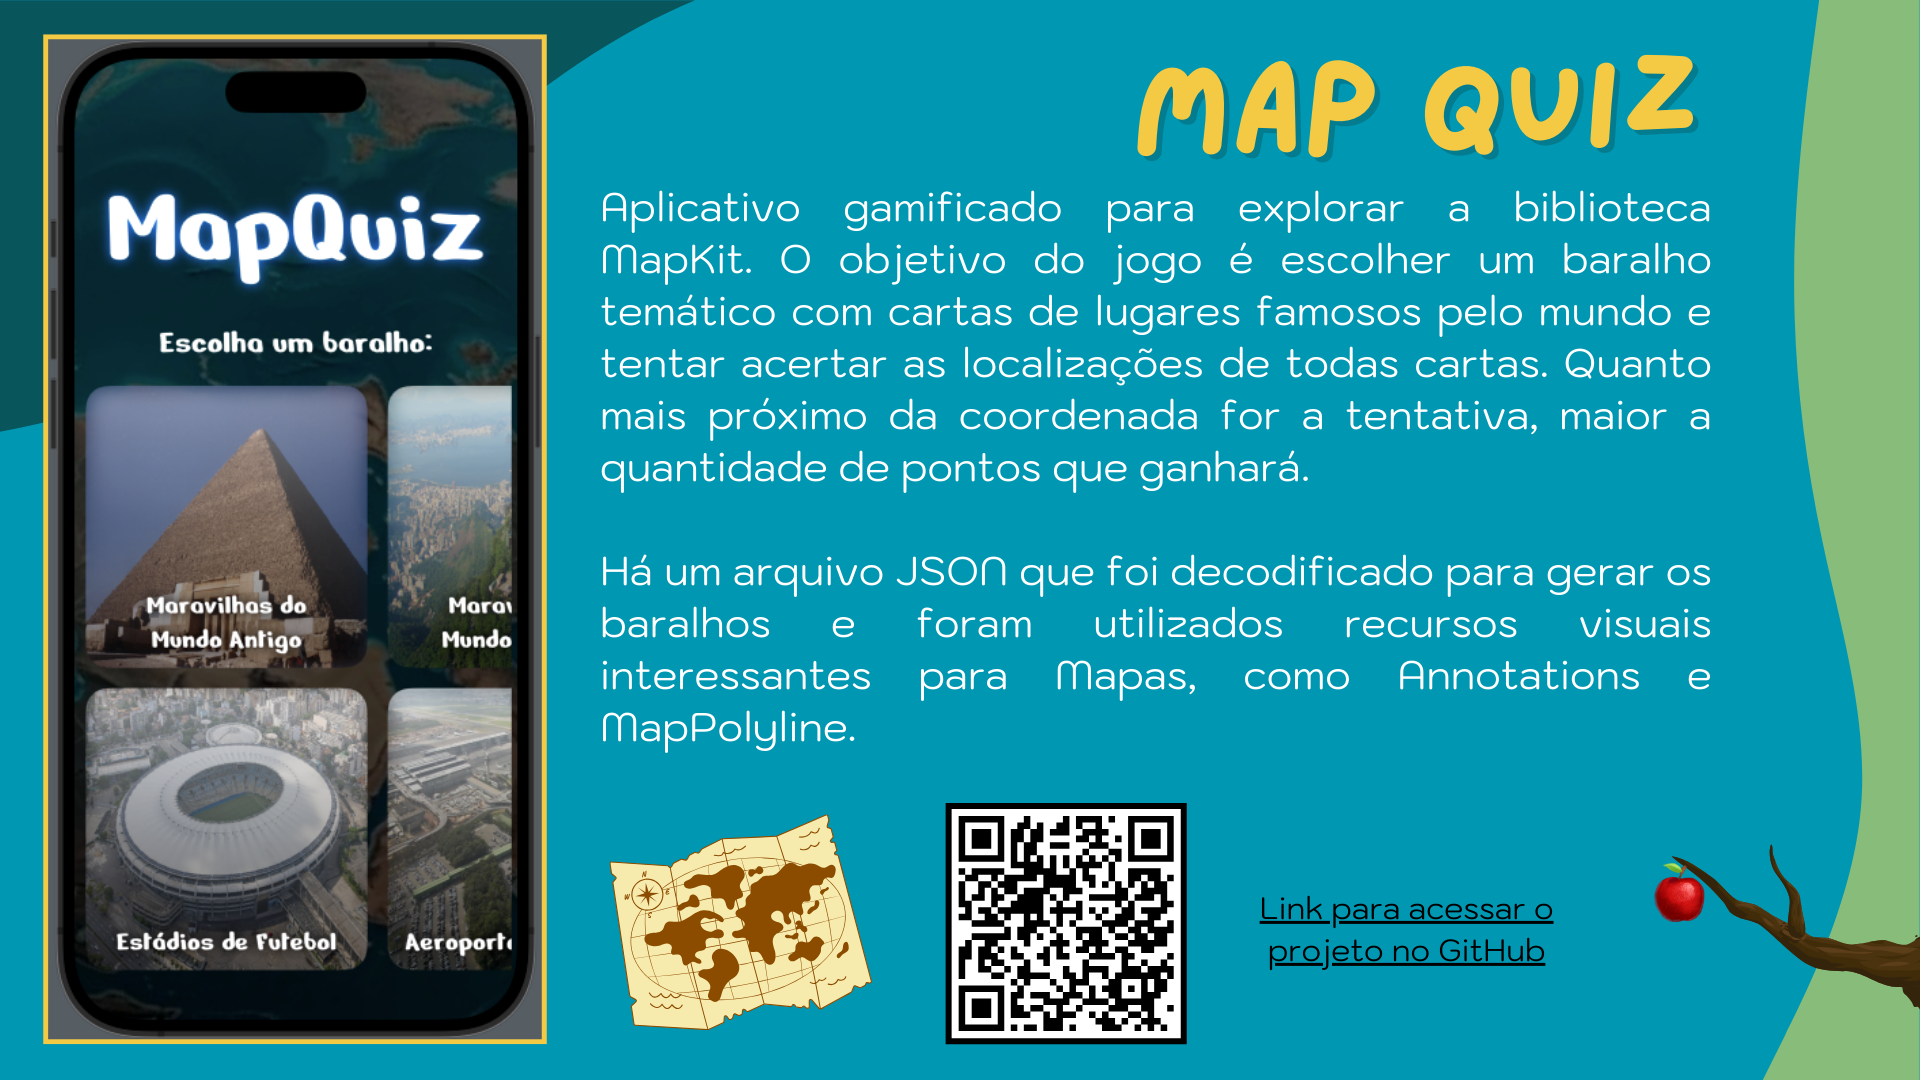 MAP QUIZ
Aplicativo gamificado para explorar a biblioteca
MapKit. O objetivo do jogo é escolher um baralho
temático com cartas de lugares famosos pelo mundo e
tentar acertar as localizações de todas cartas. Quanto
mais próximo da coordenada for a tentativa, maior a
quantidade de pontos que ganhará.
Há um arquivo JSON que foi decodificado para gerar os
baralhos e foram utilizados recursos visuais
interessantes para Mapas, como Annotations e
MapPolyline.
Link para acessar o
projeto no GitHub
MapQuiz
Escolha um baralho:
Maravilhas do
Mundo Antigo
Marav
Mundo
Estádios de Futebol
Aeroporto
N
W
E
S